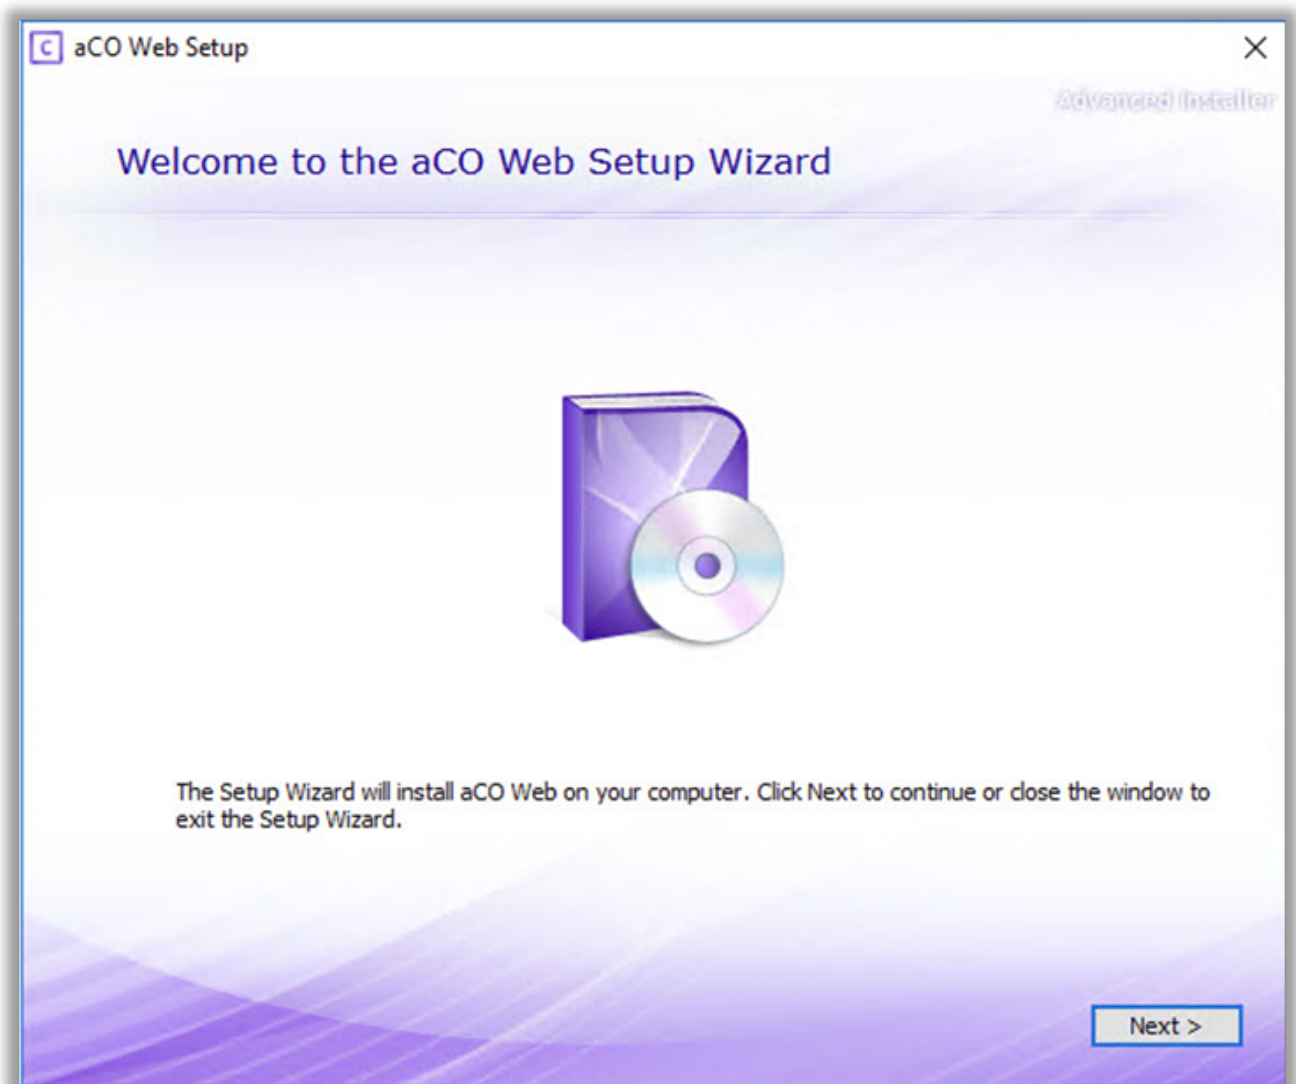 C aCO Web Setup
Advanced Installer
Welcome to the aCO Web Setup Wizard
The Setup Wizard will install aCO Web on your computer. Click Next to continue or close the window to
exit the Setup Wizard.
Next >